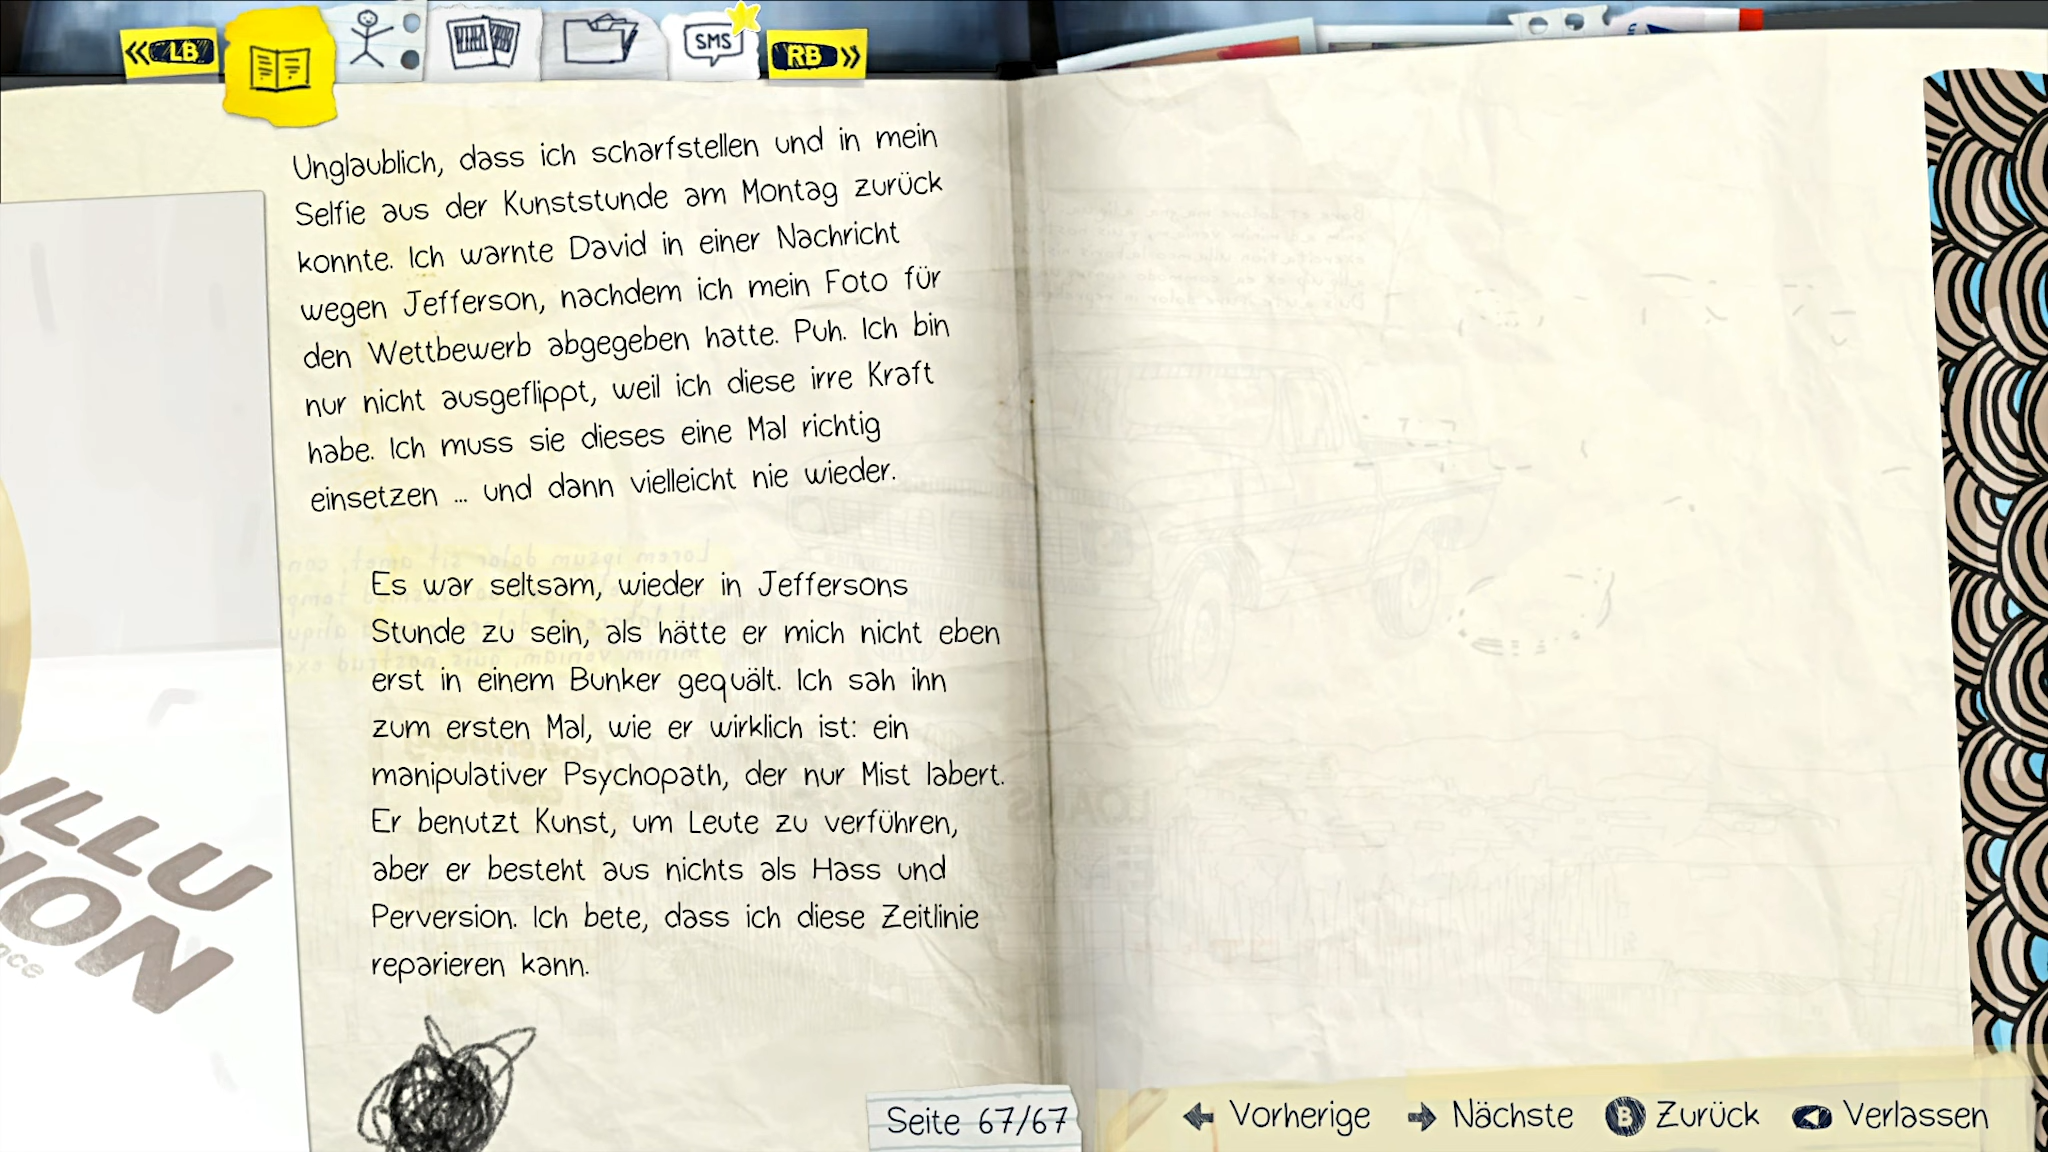 LB
SMS
RB
Unglaublich, dass ich scharfstellen und in mein
Selfie aus der Kunststunde am Montag zurück
konnte. Ich warnte David in einer Nachricht
wegen Jefferson, nachdem ich mein Foto für
den Wettbewerb abgegeben hatte. Puh. Ich bin
nur nicht ausgeflippt, weil ich diese irre Kraft
habe. Ich muss sie dieses eine Mal richtig
einsetzen ... und dann vielleicht nie wieder.
Es war seltsam, wieder in Jeffersons
Stunde zu sein, als hätte er mich nicht eben
erst in einem Bunker gequält. Ich sah ihn
zum ersten Mal, wie er wirklich ist: ein
manipulativer Psychopath, der nur Mist labert.
Er benutzt Kunst, um Leute zu verführen,
aber er besteht aus nichts als Hass und
Perversion. Ich bete, dass ich diese Zeitlinie
reparieren kann.
ILLU
ION
nce
Seite 67/67
Vorherige
Nächste
B Zurück
Verlassen